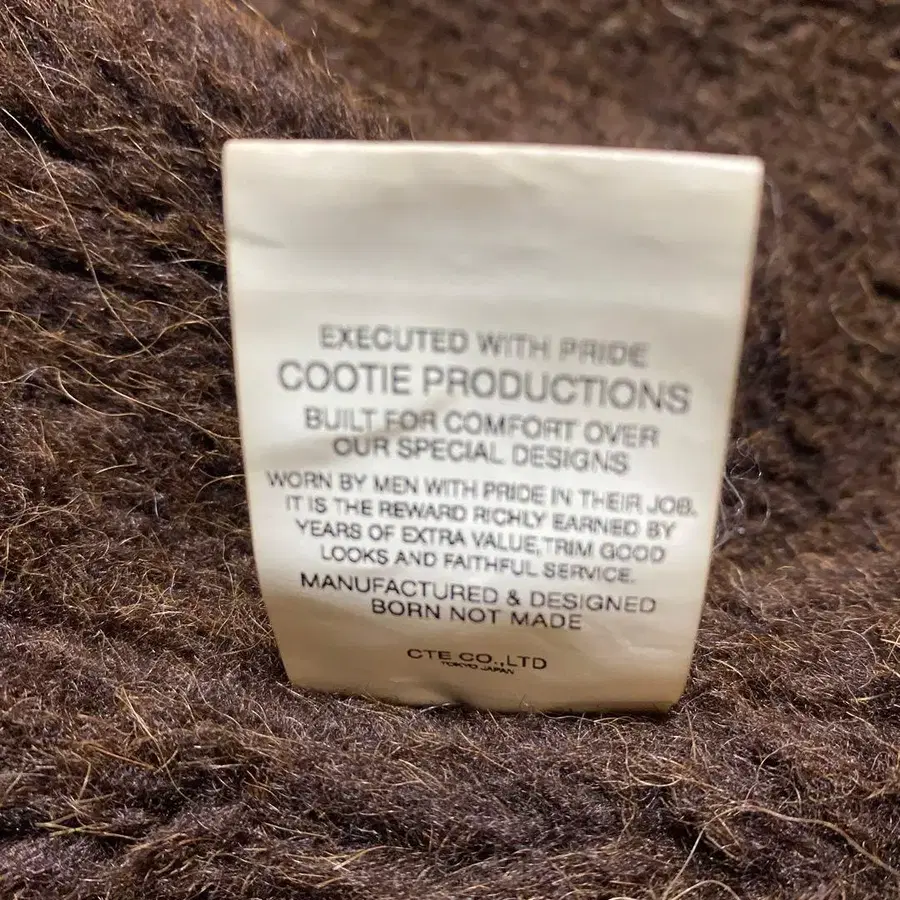 EXECUTED WITH PRIDE
COOTIE PRODUCTIONS
BUILT FOR COMFORT OVER
OUR SPECIAL DESIGNS
WORN BY MEN WITH PRIDE IN THEIR JOB.
IT IS THE REWARD RICHLY EARNED BY
YEARS OF EXTRA VALUE, TRIM GOOD
LOOKS AND FAITHFUL SERVICE.
MANUFACTURED & DESIGNED
BORN NOT MADE
CTE CO.,LTD
TOKYO JAPAN